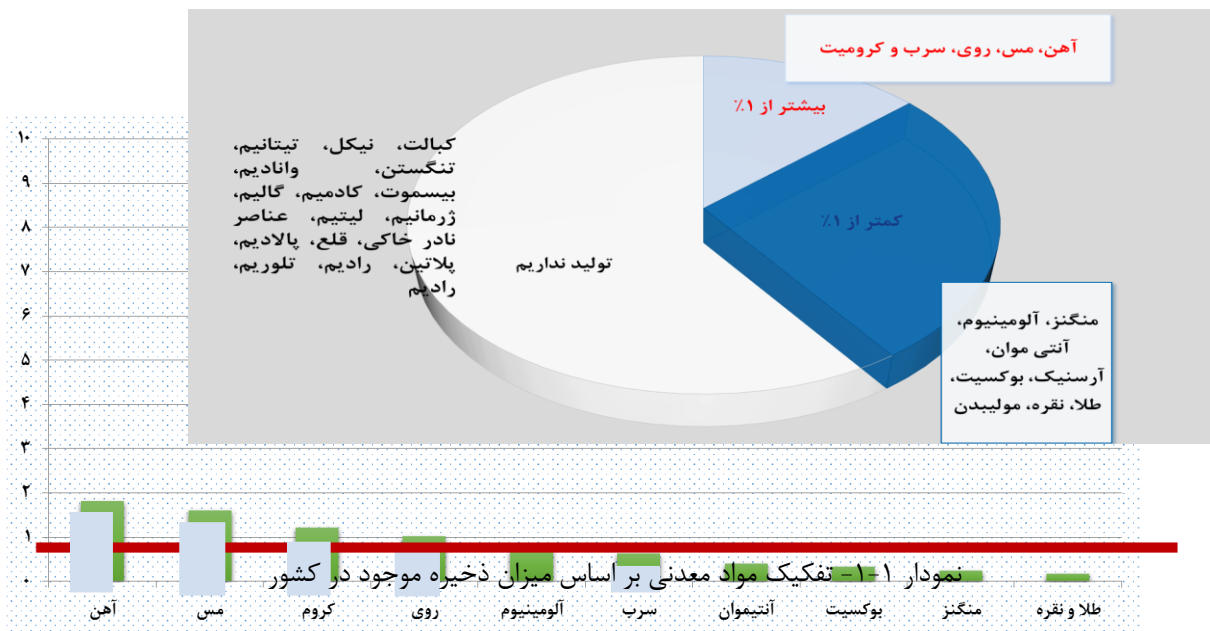 آهن، مس، روی، سرب و کرومیت
بیشتر از ۱٪
کمتر از ۱٪
تولید نداریم
کبالت، نیکل، تیتانیم،
تنگستن، وانادیم،
بیسموت، کادمیم، گالیم،
ژرمانیم، لیتیم، عناصر
نادر خاکی، قلع، پالادیم،
پلاتین، رادیم، تلوریم،
رادیم
منگنز، آلومینیوم،
آنتی موان،
آرسنیک، بوکسیت،
طلا، نقره، مولیبدن
۱۰
۹
۸
۷
۶
۵
۴
۳
۲
۱
۰
نمودار ۱-۱- تفکیک مواد معدنی بر اساس میزان ذخیره موجود در کشور
آهن
مس
کروم
روی
آلومینیوم
سرب
آنتیموان
بوکسیت
منگنز
طلا و نقره